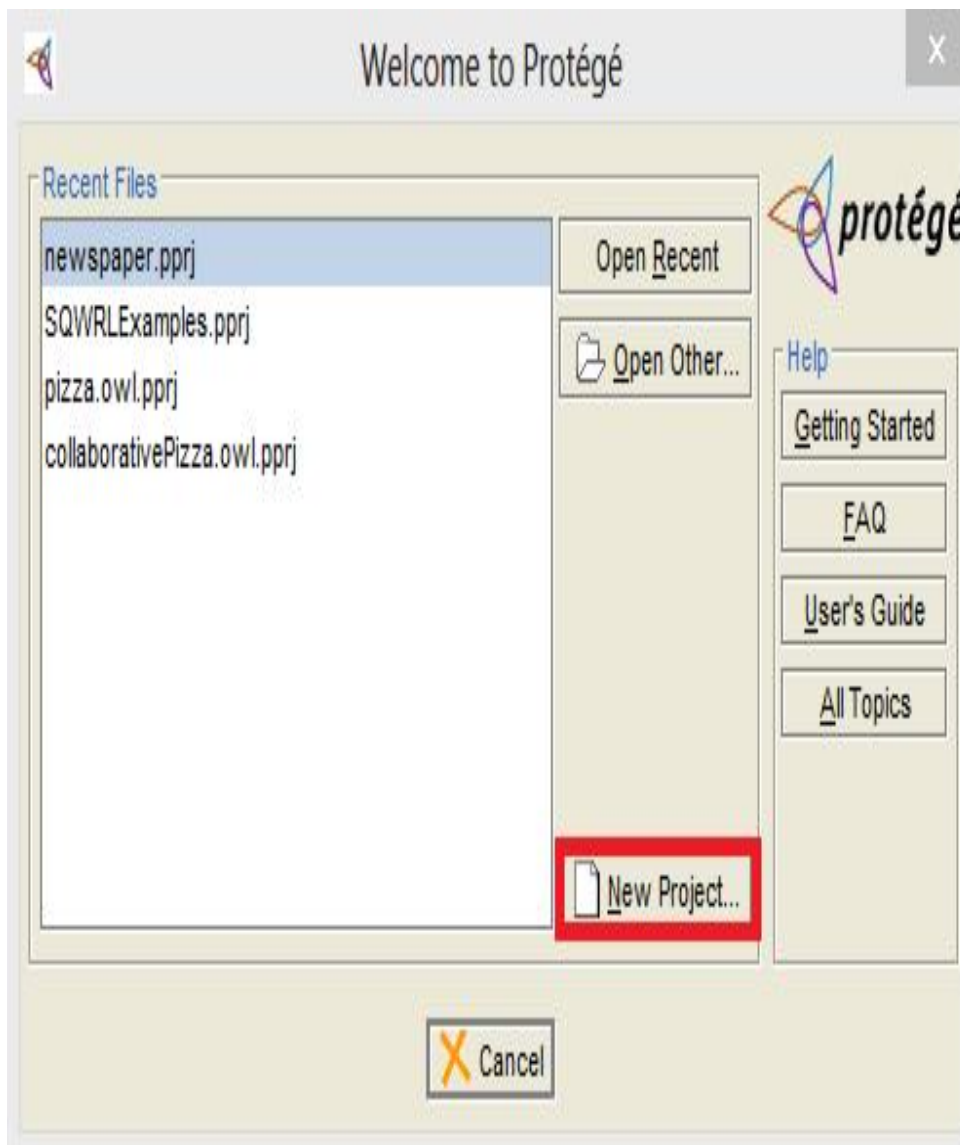 Welcome to Protégé
X
Recent Files
newspaper.pprj
SQWRLExamples.pprj
pizza.owl.pprj
collaborativePizza.owl.pprj
Open Recent
Open Other...
New Project...
protégé
Help
Getting Started
FAQ
User's Guide
All Topics
Cancel